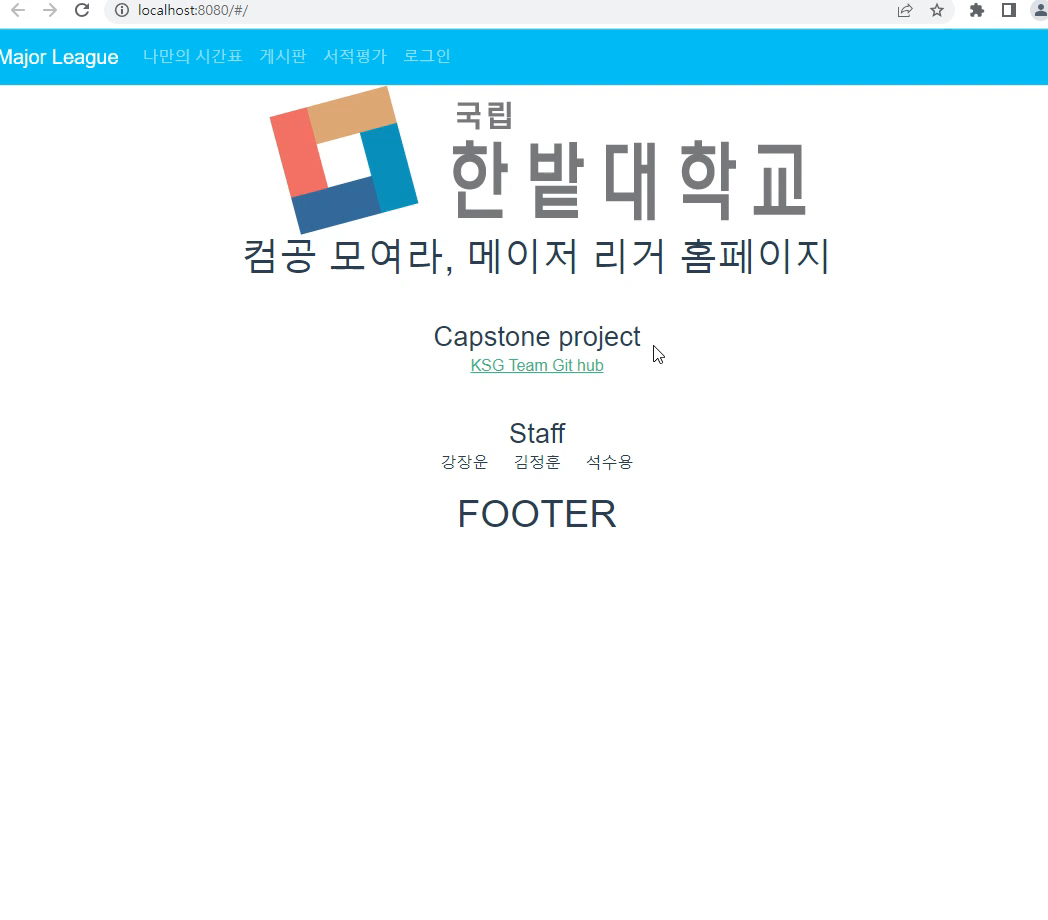 localhost:8080/#/
Major League 나만의 시간표 게시판 서적평가 로그인
국립
한밭대학교
컴공 모여라, 메이저 리거 홈페이지
Capstone project
KSG Team Git hub
Staff
강장운 김정훈 석수용
FOOTER